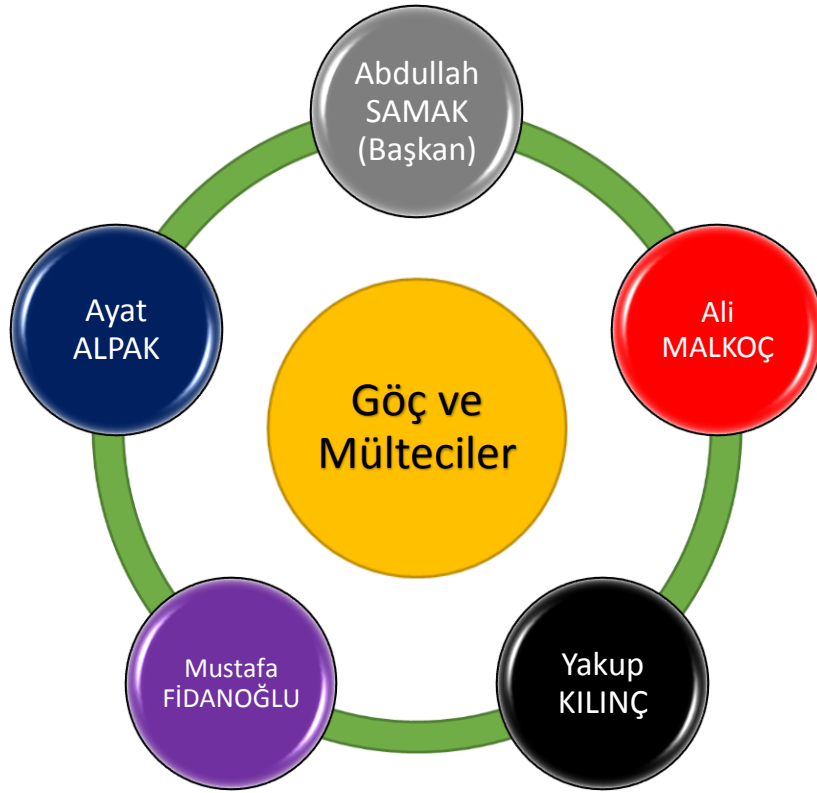 Abdullah
SAMAK
(Başkan)
Ayat
ALPAK
Ali
MALKOÇ
Göç ve
Mülteciler
Mustafa
FİDANOĞLU
Yakup
KILINÇ